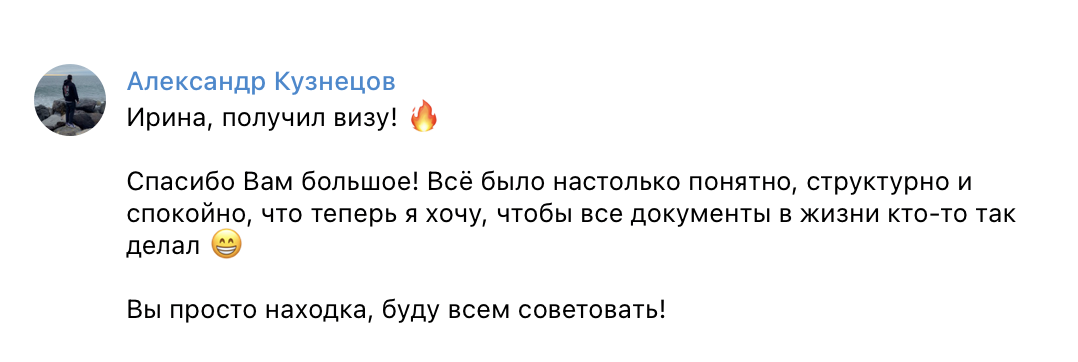 Александр Кузнецов
Ирина, получил визу! 🔥
Спасибо Вам большое! Всё было настолько понятно, структурно и
спокойно, что теперь я хочу, чтобы все документы в жизни кто-то так
делал 😁
Вы просто находка, буду всем советовать!